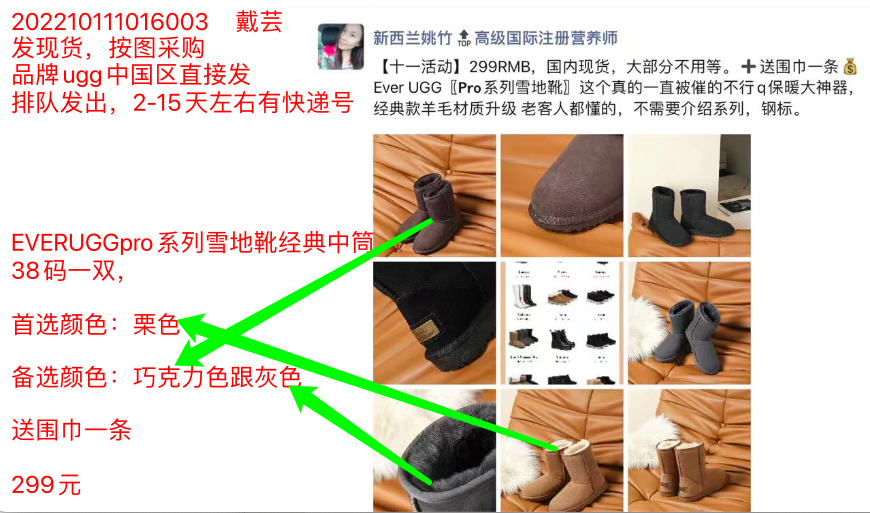 202210111016003 戴芸
发现货，按图采购
品牌ugg中国区直接发
排队发出，2-15天左右有快递号
EVERUGGpro系列雪地靴经典中筒
38码一双，
首选颜色：栗色
备选颜色：巧克力色跟灰色
送围巾一条
299元
新西兰姚竹🔝高级国际注册营养师
【十一活动】299RMB，国内现货，大部分不用等。➕送围巾一条💰
Ever UGG〖Pro系列雪地靴〗这个真的一直被催的不行q保暖大神器，
经典款羊毛材质升级 老客人都懂的，不需要介绍系列，钢标。